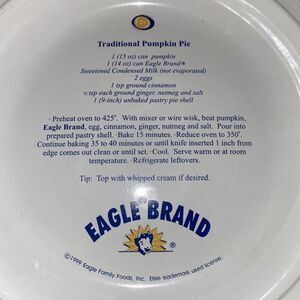 Traditional Pumpkin Pie
1 (15 oz) can pumpkin
1 (14 oz) can Eagle Brand®
Sweetened Condensed Milk (not evaporated)
2 eggs
1 tsp ground cinnamon
½ tsp each ground ginger, nutmeg and salt
1 (9-inch) unbaked pastry pie shell
·Preheat oven to 425˚. With mixer or wire wisk, beat pumpkin,
Eagle Brand, egg, cinnamon, ginger, nutmeg and salt. Pour into
prepared pastry shell. ·Bake 15 minutes. ·Reduce oven to 350˚.
Continue baking 35 to 40 minutes or until knife inserted 1 inch from
edge comes out clean or until set. ·Cool. Serve warm or at room
temperature. ·Refrigerate leftovers.
Tip: Top with whipped cream if desired.
EAGLE BRAND
®
©1999 Eagle Family Foods, Inc. Elsie trademark used license.